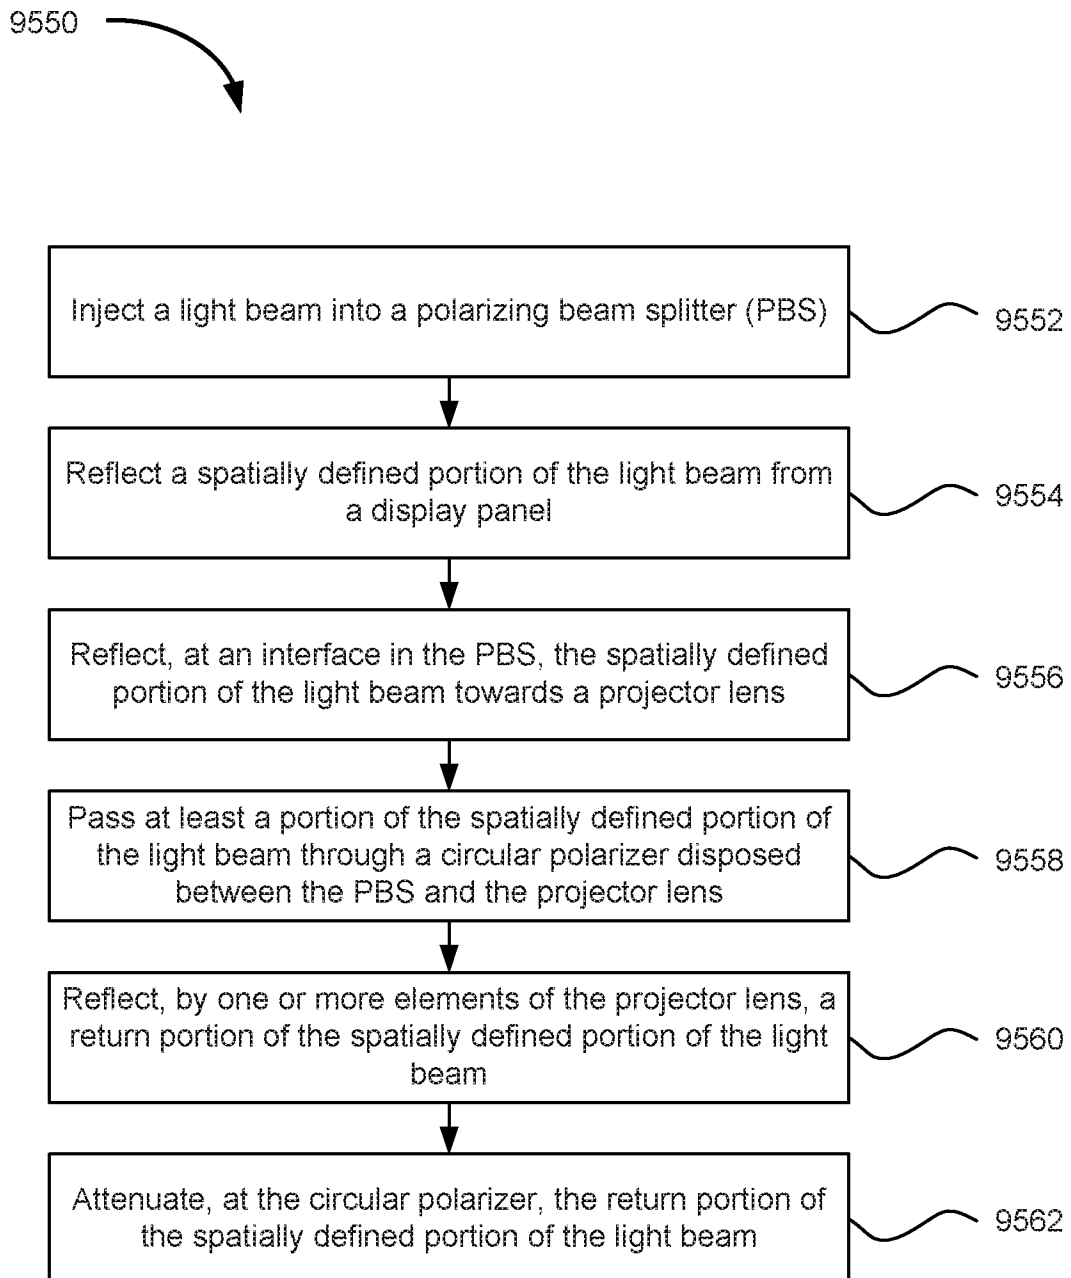 9550
Inject a light beam into a polarizing beam splitter (PBS)
9552
Reflect a spatially defined portion of the light beam from
a display panel
9554
Reflect, at an interface in the PBS, the spatially defined
portion of the light beam towards a projector lens
9556
Pass at least a portion of the spatially defined portion of
the light beam through a circular polarizer disposed
between the PBS and the projector lens
9558
Reflect, by one or more elements of the projector lens, a
return portion of the spatially defined portion of the light
beam
9560
Attenuate, at the circular polarizer, the return portion of
the spatially defined portion of the light beam
9562